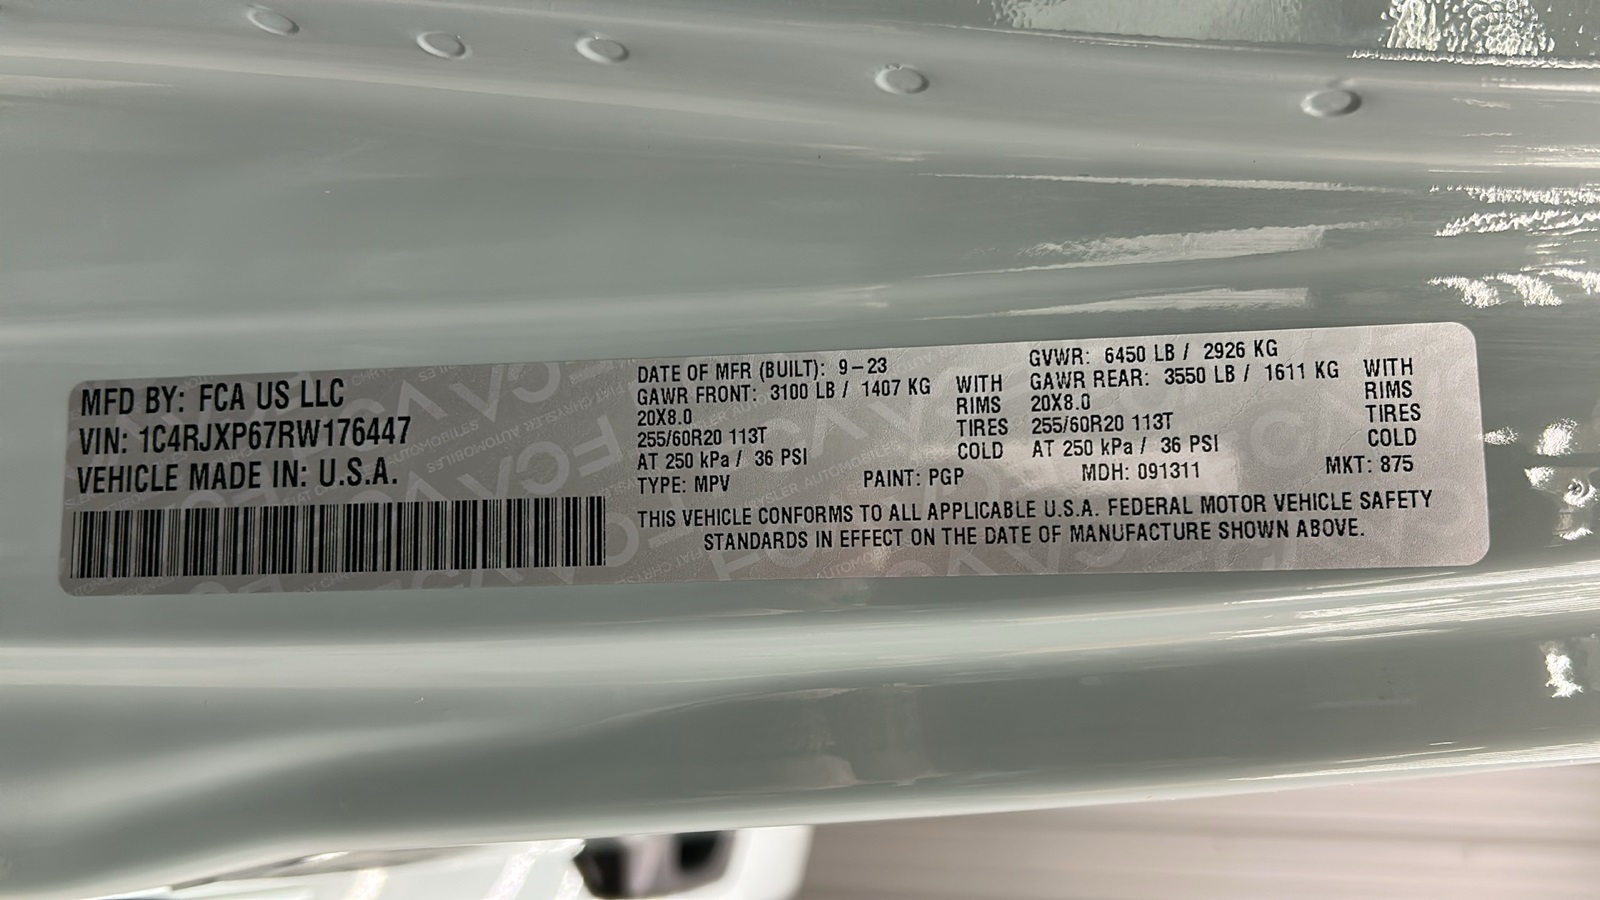 MFD BY: FCA US LLC
VIN: 1C4RJXP67RW176447
VEHICLE MADE IN: U.S.A.
DATE OF MFR (BUILT): 9-23
GAWR FRONT: 3100 LB / 1407 KG WITH
20X8.0 RIMS
255/60R20 113T TIRES
AT 250 kPa / 36 PSI COLD
GVWR: 6450 LB / 2926 KG
GAWR REAR: 3550 LB / 1611 KG WITH
20X8.0 RIMS
255/60R20 113T TIRES
AT 250 kPa / 36 PSI COLD
TYPE: MPV PAINT: PGP MDH: 091311 MKT: 875
THIS VEHICLE CONFORMS TO ALL APPLICABLE U.S.A. FEDERAL MOTOR VEHICLE SAFETY
STANDARDS IN EFFECT ON THE DATE OF MANUFACTURE SHOWN ABOVE.